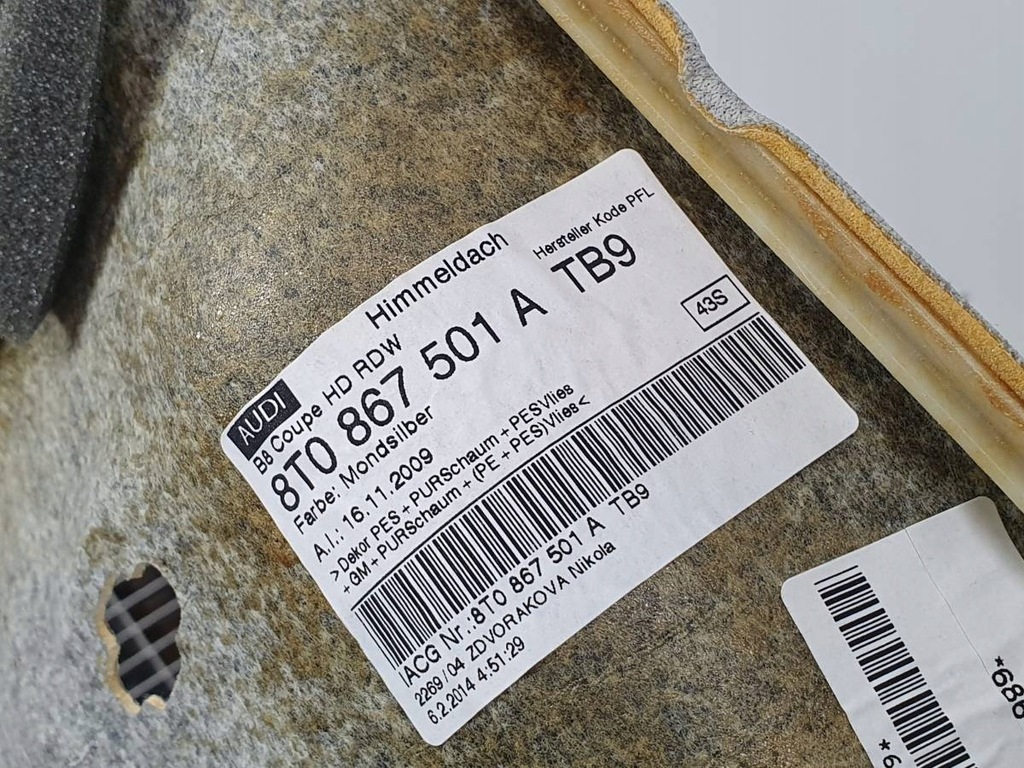 Himmeldach
Hersteller Kode PFL
AUDI
B8 Coupe HD RDW
8T0 867 501 A TB9
Farbe: Mondsilber
43S
A.I.: 16.11.2009
>Dekor PES+PURSchaum+PESVlies
+GM+PURSchaum+(PE+PES)Vlies<
IACG Nr.:8T0 867 501 A TB9
2269/04 ZDVORAKOVA Nikola
6.2.2014 4:51:29
*686
*6